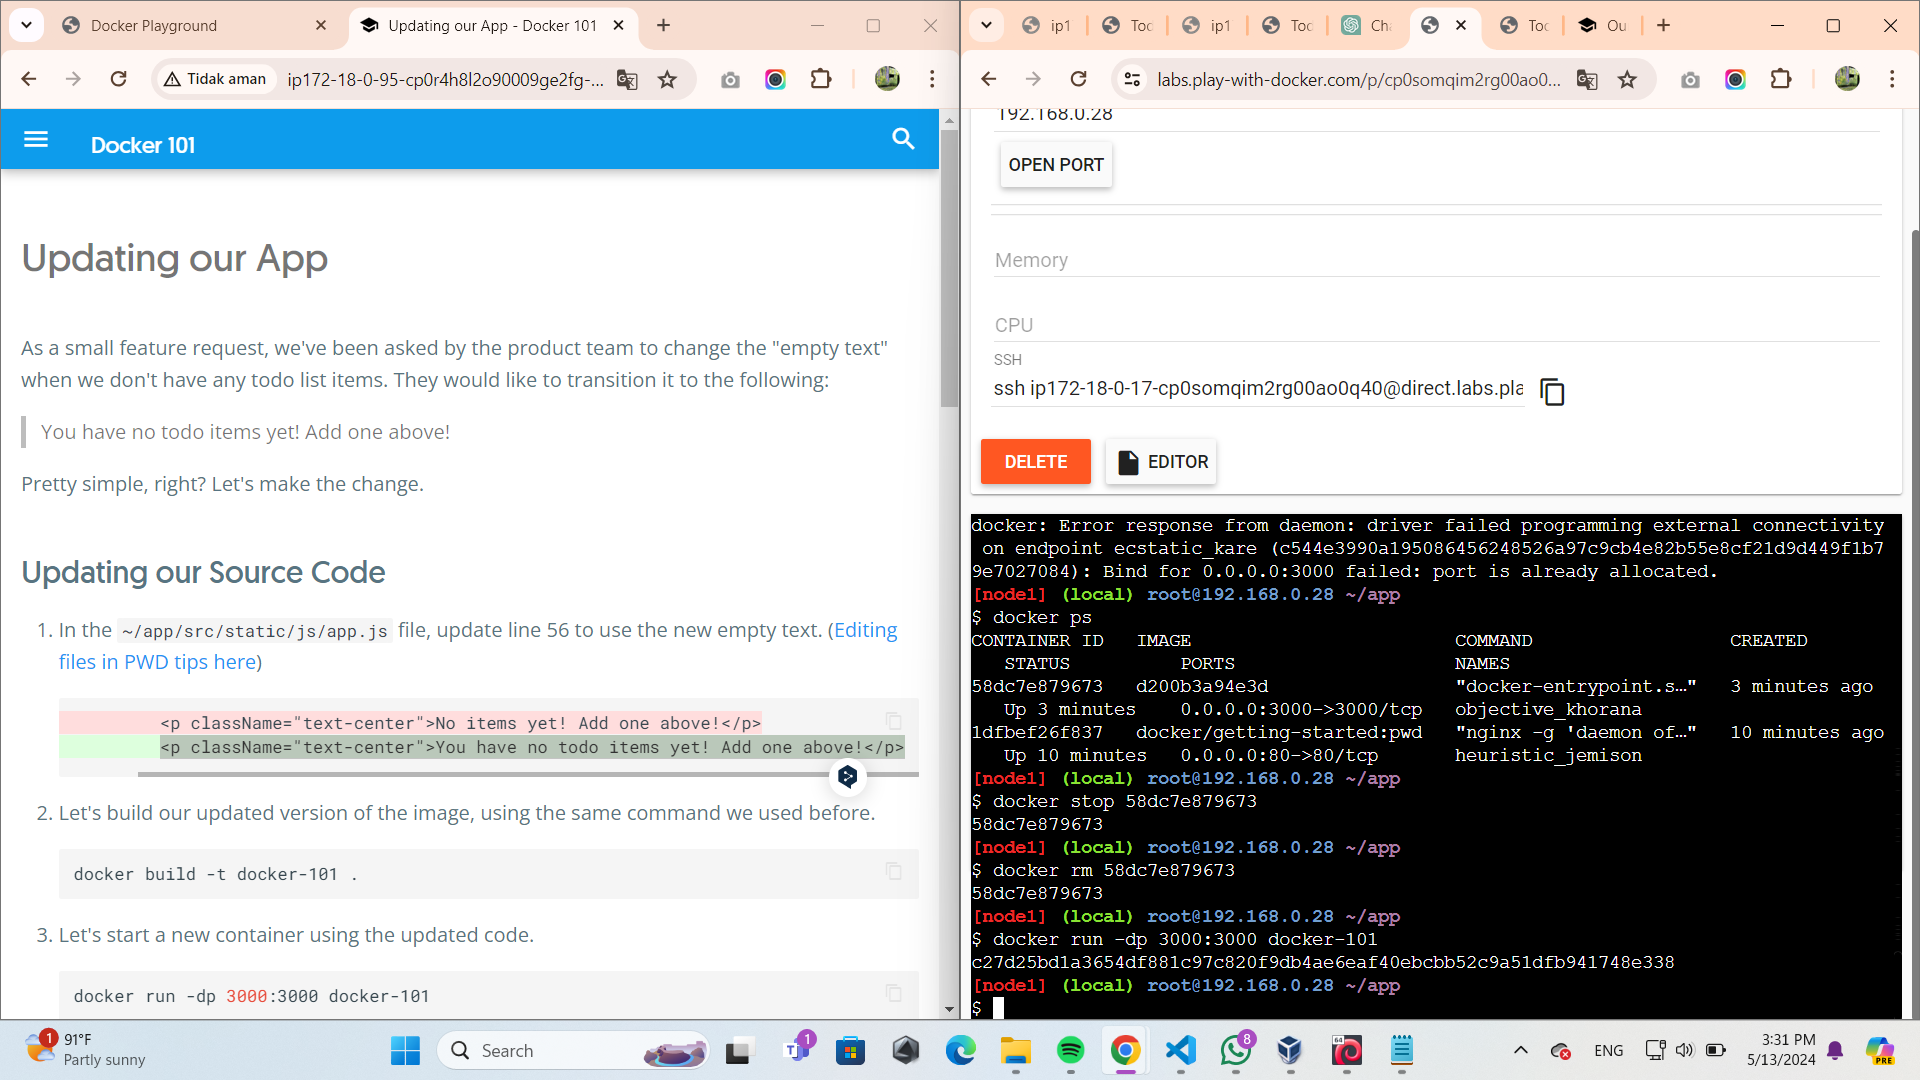 Docker Playground
Updating our App - Docker 101
Tidak aman
ip172-18-0-95-cp0r4h8l2o90009ge2fg-...
Docker 101
Updating our App
As a small feature request, we've been asked by the product team to change the "empty text"
when we don't have any todo list items. They would like to transition it to the following:
You have no todo items yet! Add one above!
Pretty simple, right? Let's make the change.
Updating our Source Code
1. In the ~/app/src/static/js/app.js file, update line 56 to use the new empty text. (Editing
files in PWD tips here)
<p className="text-center">No items yet! Add one above!</p>
<p className="text-center">You have no todo items yet! Add one above!</p>
2. Let's build our updated version of the image, using the same command we used before.
docker build -t docker-101 .
3. Let's start a new container using the updated code.
docker run -dp 3000:3000 docker-101
ip1
Too
ip1
Too
Cha
Too
Ou
labs.play-with-docker.com/p/cp0somqim2rg00ao0...
192.168.0.28
OPEN PORT
Memory
CPU
SSH
ssh ip172-18-0-17-cp0somqim2rg00ao0q40@direct.labs.pla
DELETE
EDITOR
docker: Error response from daemon: driver failed programming external connectivity
on endpoint ecstatic_kare (c544e3990a195086456248526a97c9cb4e82b55e8cf21d9d449f1b7
9e7027084): Bind for 0.0.0.0:3000 failed: port is already allocated.
[node1] (local) root@192.168.0.28 ~/app
$ docker ps
CONTAINER ID IMAGE COMMAND CREATED
STATUS PORTS NAMES
58dc7e879673 d200b3a94e3d "docker-entrypoint.s…" 3 minutes ago
Up 3 minutes 0.0.0.0:3000->3000/tcp objective_khorana
1dfbef26f837 docker/getting-started:pwd "nginx -g 'daemon of…" 10 minutes ago
Up 10 minutes 0.0.0.0:80->80/tcp heuristic_jemison
[node1] (local) root@192.168.0.28 ~/app
$ docker stop 58dc7e879673
58dc7e879673
[node1] (local) root@192.168.0.28 ~/app
$ docker rm 58dc7e879673
58dc7e879673
[node1] (local) root@192.168.0.28 ~/app
$ docker run -dp 3000:3000 docker-101
c27d25bd1a3654df881c97c820f9db4ae6eaf40ebcbb52c9a51dfb941748e338
[node1] (local) root@192.168.0.28 ~/app
$
1
91°F
Partly sunny
Search
1
8
64
ENG
3:31 PM
5/13/2024
PRE